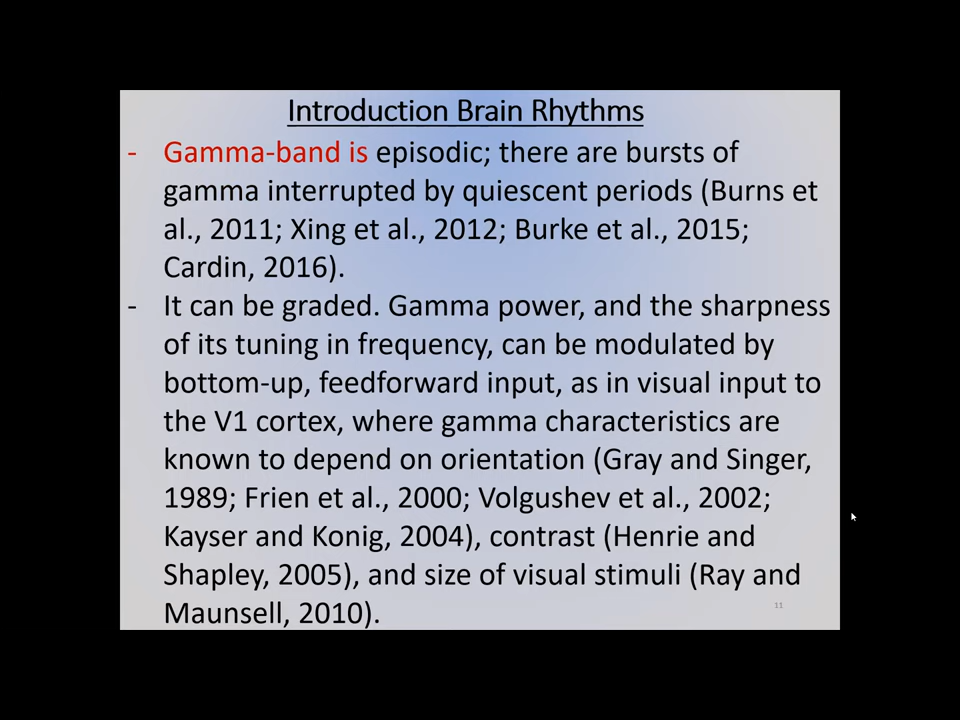 Introduction Brain Rhythms
- Gamma-band is episodic; there are bursts of
gamma interrupted by quiescent periods (Burns et
al., 2011; Xing et al., 2012; Burke et al., 2015;
Cardin, 2016).
- It can be graded. Gamma power, and the sharpness
of its tuning in frequency, can be modulated by
bottom-up, feedforward input, as in visual input to
the V1 cortex, where gamma characteristics are
known to depend on orientation (Gray and Singer,
1989; Frien et al., 2000; Volgushev et al., 2002;
Kayser and Konig, 2004), contrast (Henrie and
Shapley, 2005), and size of visual stimuli (Ray and
Maunsell, 2010).
11